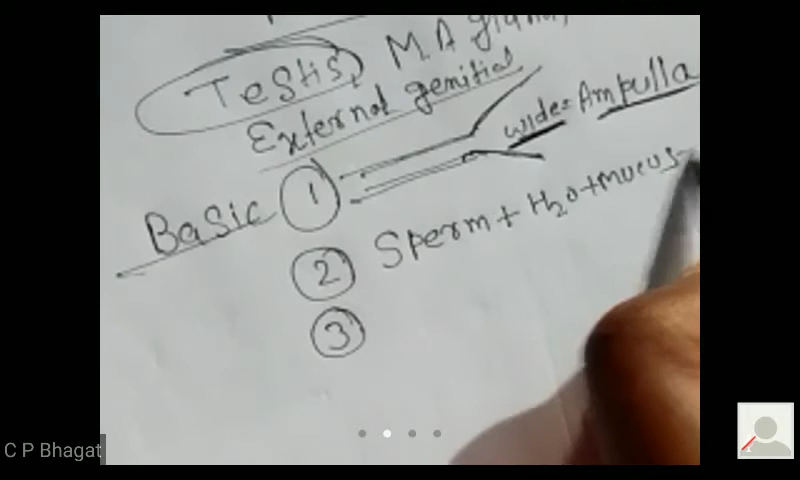 Testis, M.A gland,
External genitial
wide = Ampulla
Basic 1
2 Sperm + H2O + Mucus
3
C P Bhagat